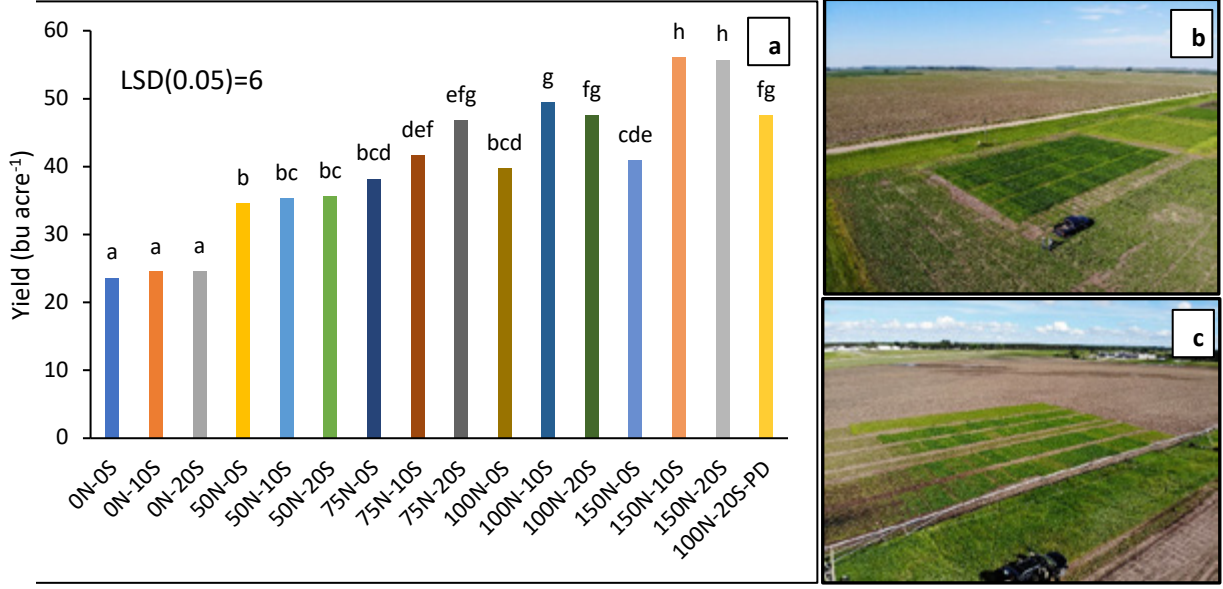 a
LSD(0.05)=6
Yield (bu acre⁻¹)
60
50
40
30
20
10
0
a
a
a
b
bc
bc
bcd
def
efg
bcd
g
fg
cde
h
h
fg
0N-0S
0N-10S
0N-20S
50N-0S
50N-10S
50N-20S
75N-0S
75N-10S
75N-20S
100N-0S
100N-10S
100N-20S
150N-0S
150N-10S
150N-20S
100N-20S-PD
b
c